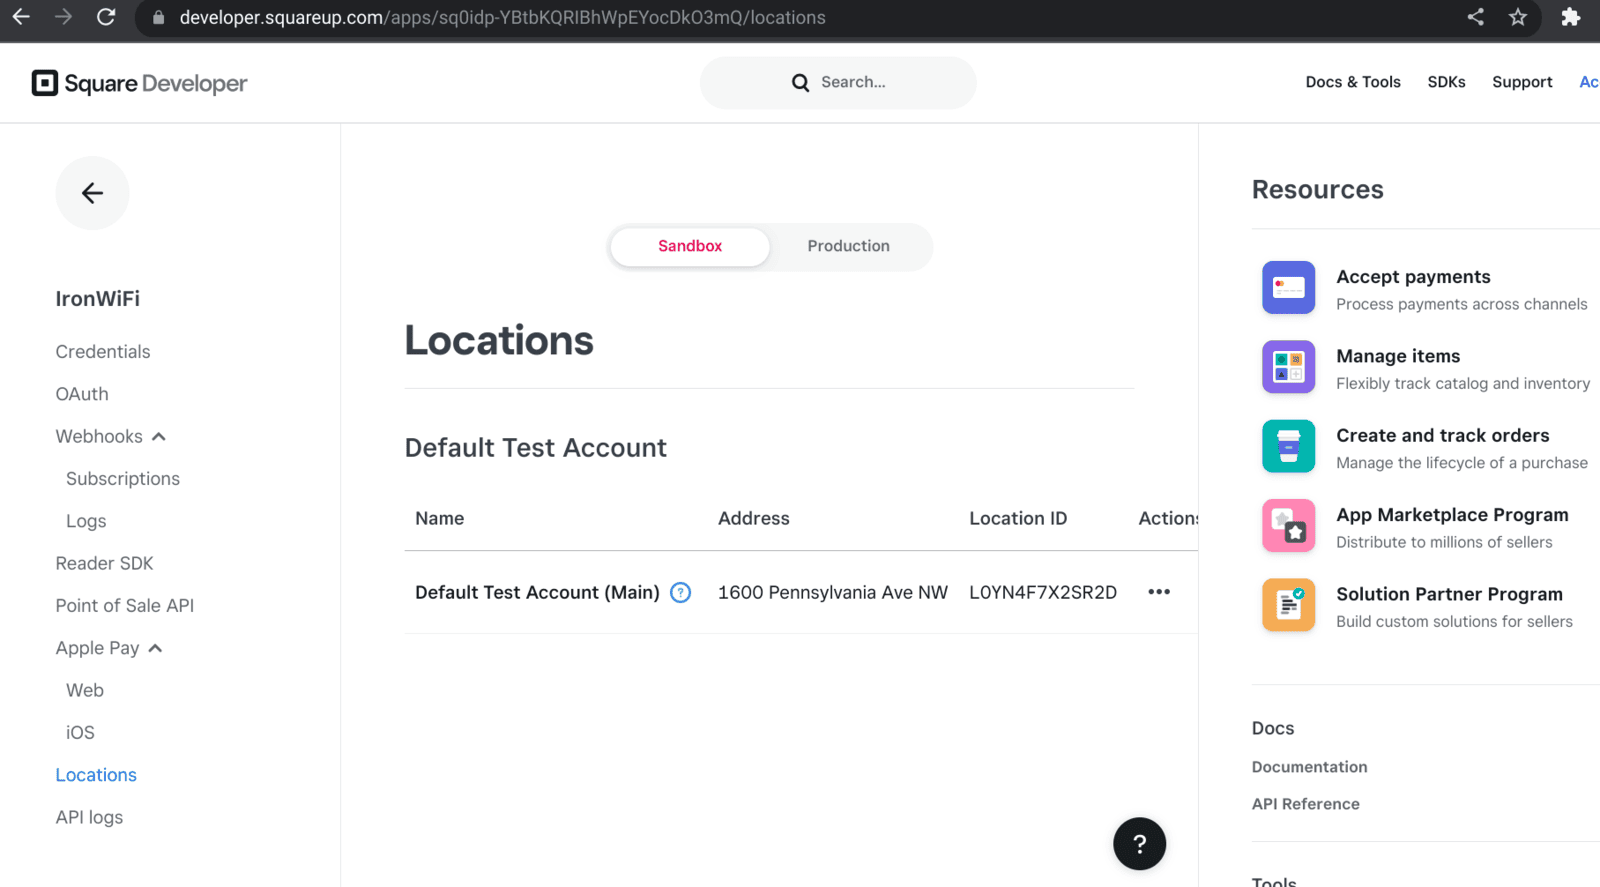 developer.squareup.com/apps/sq0idp-YBtbKQRIBhWpEYocDkO3mQ/locations
Square Developer
Search...
Docs & Tools
SDKs
Support
Ac
IronWiFi
Credentials
OAuth
Webhooks
Subscriptions
Logs
Reader SDK
Point of Sale API
Apple Pay
Web
iOS
Locations
API logs
Sandbox
Production
Locations
Default Test Account
Name Address Location ID Actions
Default Test Account (Main) ? 1600 Pennsylvania Ave NW L0YN4F7X2SR2D •••
?
Resources
Accept payments
Process payments across channels
Manage items
Flexibly track catalog and inventory
Create and track orders
Manage the lifecycle of a purchase
App Marketplace Program
Distribute to millions of sellers
Solution Partner Program
Build custom solutions for sellers
Docs
Documentation
API Reference
Tools